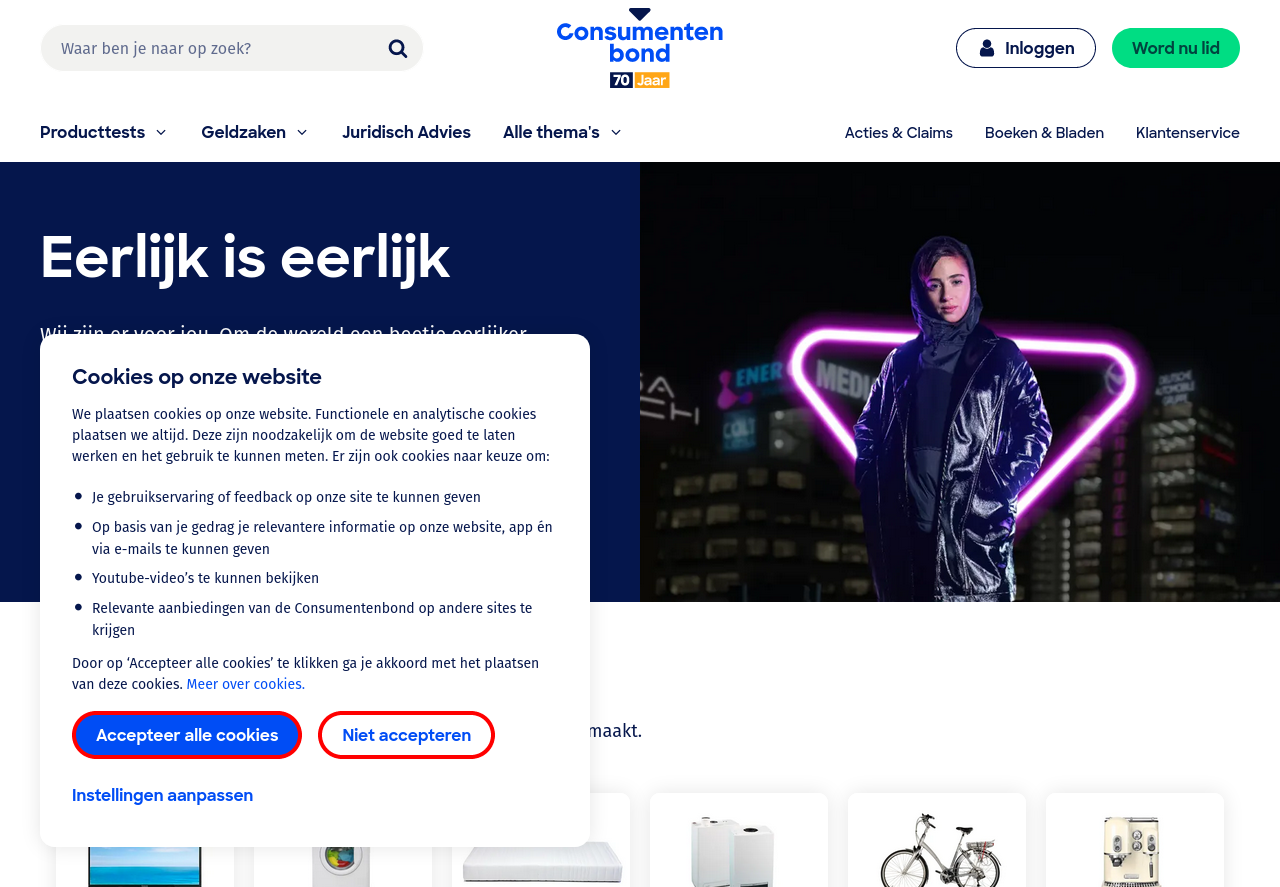 Waar ben je naar op zoek?
Consumenten
bond
70 Jaar
Inloggen
Word nu lid
Producttests
Geldzaken
Juridisch Advies
Alle thema's
Acties & Claims
Boeken & Bladen
Klantenservice
Eerlijk is eerlijk
Wij zijn er voor jou. Om de wereld een beetje eerlijker
ENER
MEDI
COLT
Cookies op onze website
We plaatsen cookies op onze website. Functionele en analytische cookies
plaatsen we altijd. Deze zijn noodzakelijk om de website goed te laten
werken en het gebruik te kunnen meten. Er zijn ook cookies naar keuze om:
Je gebruikservaring of feedback op onze site te kunnen geven
Op basis van je gedrag je relevantere informatie op onze website, app én
via e-mails te kunnen geven
Youtube-video’s te kunnen bekijken
Relevante aanbiedingen van de Consumentenbond op andere sites te
krijgen
Door op ‘Accepteer alle cookies’ te klikken ga je akkoord met het plaatsen
van deze cookies. Meer over cookies.
maakt.
Accepteer alle cookies
Niet accepteren
Instellingen aanpassen